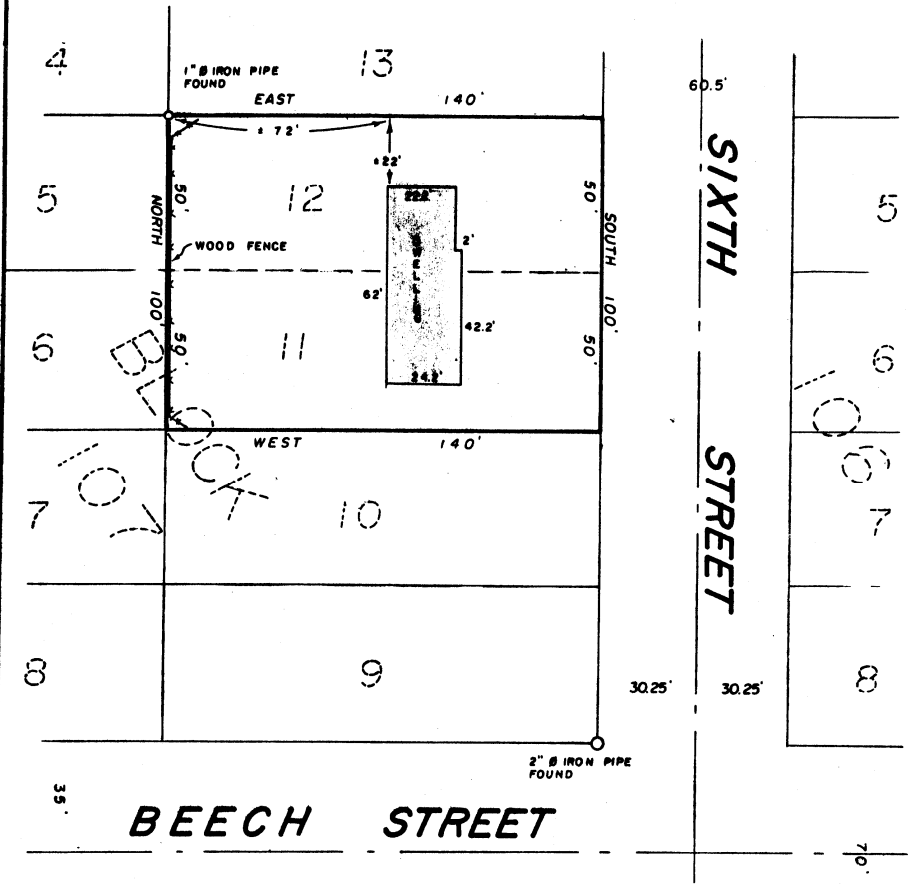 4
13
1" Ø IRON PIPE
FOUND
60.5'
EAST 140'
± 72'
±22'
5
NORTH 100'
50'
12
22.2'
50'
SOUTH 100'
SIXTH STREET
5
WOOD FENCE
2'
DWELLING
62'
42.2'
6
50'
11
50'
6
24.2'
BLOCK 107
106
WEST 140'
7
10
7
8
9
30.25' 30.25'
8
2" Ø IRON PIPE
FOUND
35'
BEECH STREET
70'